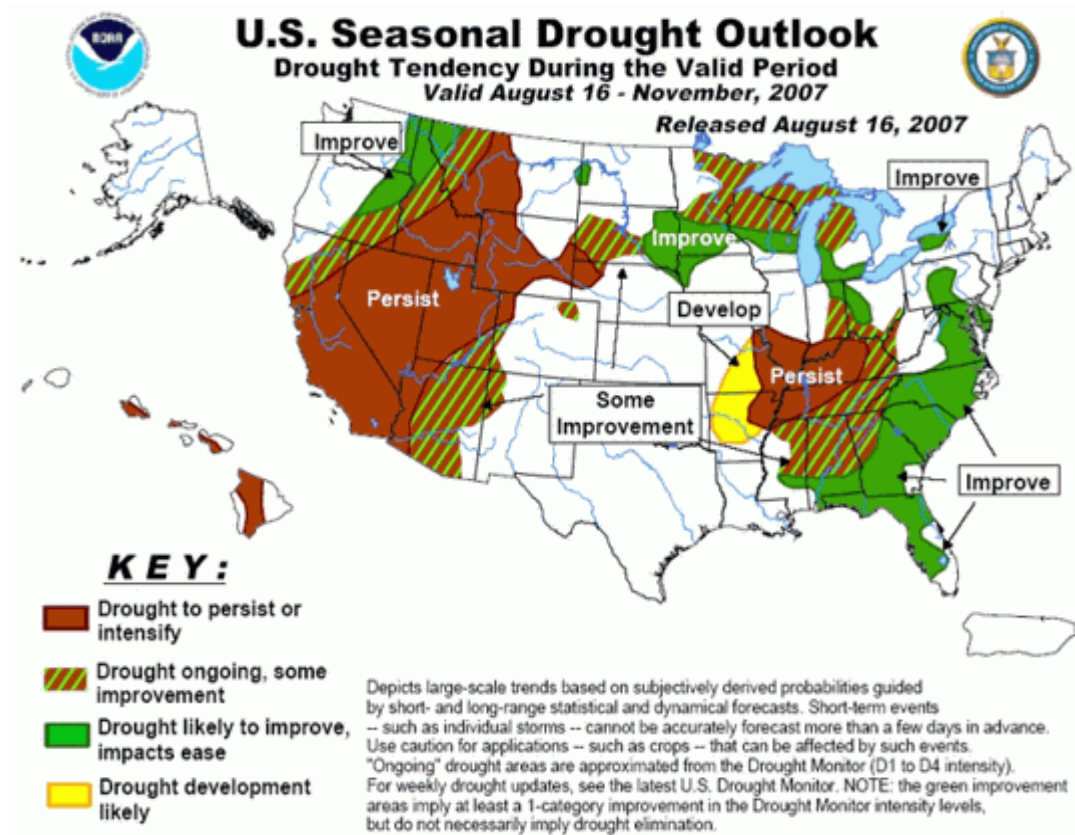 NOAA
U.S. Seasonal Drought Outlook
Drought Tendency During the Valid Period
Valid August 16 - November, 2007
Released August 16, 2007
Improve
Improve
Improve
Persist
Develop
Persist
Some
Improvement
Improve
KEY:
Drought to persist or
intensify
Drought ongoing, some
improvement
Drought likely to improve,
impacts ease
Drought development
likely
Depicts large-scale trends based on subjectively derived probabilities guided
by short- and long-range statistical and dynamical forecasts. Short-term events
-- such as individual storms -- cannot be accurately forecast more than a few days in advance.
Use caution for applications -- such as crops -- that can be affected by such events.
"Ongoing" drought areas are approximated from the Drought Monitor (D1 to D4 intensity).
For weekly drought updates, see the latest U.S. Drought Monitor. NOTE: the green improvement
areas imply at least a 1-category improvement in the Drought Monitor intensity levels,
but do not necessarily imply drought elimination.